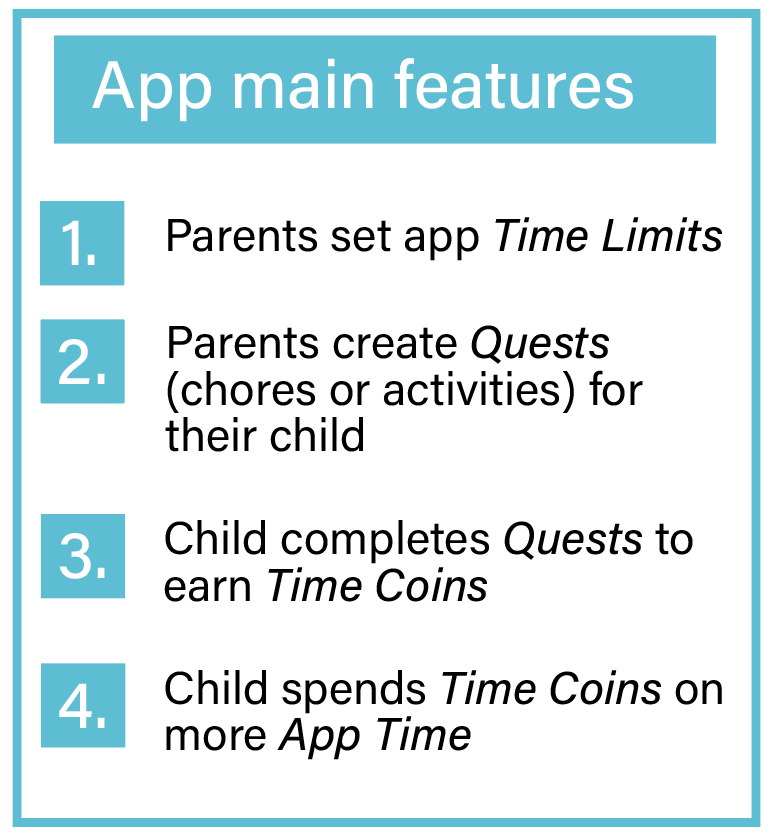 App main features
1. Parents set app Time Limits
2. Parents create Quests
(chores or activities) for
their child
3. Child completes Quests to
earn Time Coins
4. Child spends Time Coins on
more App Time